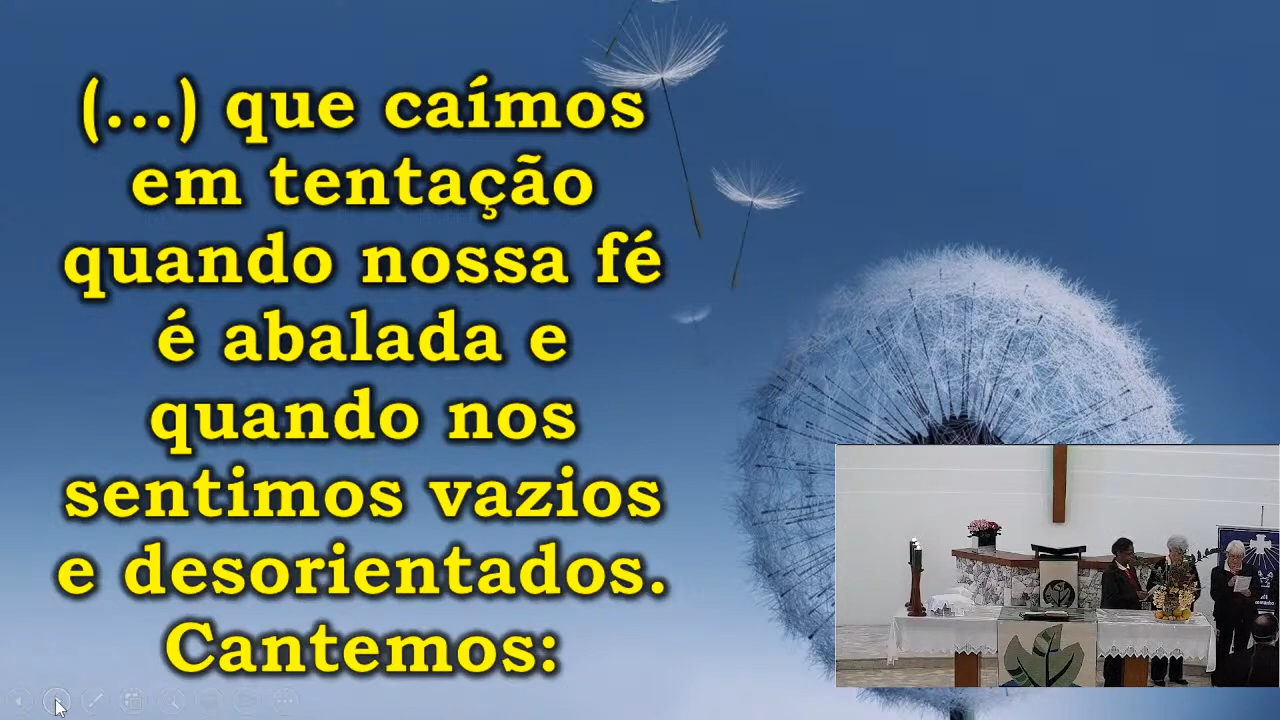 (...) que caímos
em tentação
quando nossa fé
é abalada e
quando nos
sentimos vazios
e desorientados.
Cantemos: